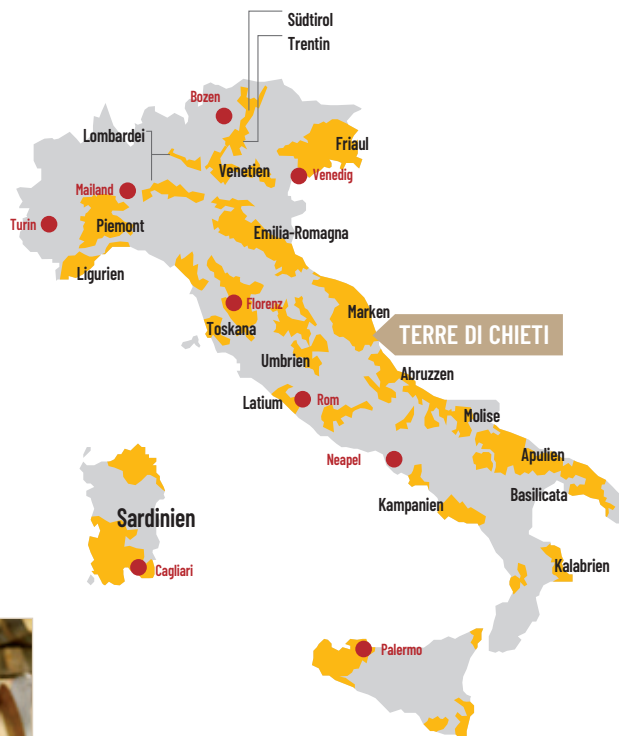 Südtirol
Trentin
Bozen
Lombardei
Friaul
Venetien
Venedig
Mailand
Turin
Piemont
Emilia-Romagna
Ligurien
Florenz
Marken
Toskana
TERRE DI CHIETI
Umbrien
Abruzzen
Latium
Rom
Molise
Neapel
Apulien
Basilicata
Kampanien
Sardinien
Kalabrien
Cagliari
Palermo